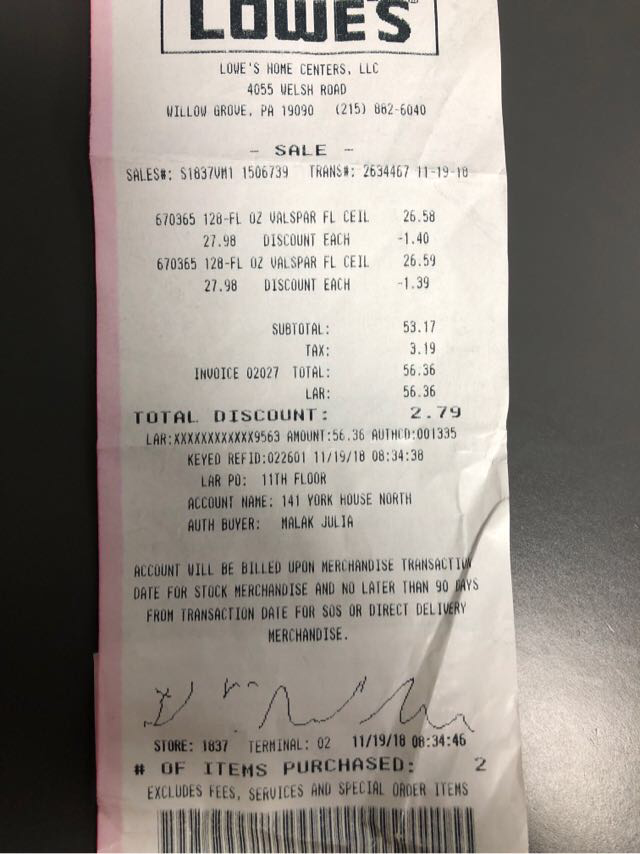 LOWE'S
LOWE'S HOME CENTERS, LLC
4055 WELSH ROAD
WILLOW GROVE, PA 19090 (215) 862-6040
- SALE -
SALES#: S1837VM1 1506739 TRANS#: 2634467 11-19-18
670365 128-FL OZ VALSPAR FL CEIL 26.58
27.98 DISCOUNT EACH -1.40
670365 128-FL OZ VALSPAR FL CEIL 26.59
27.98 DISCOUNT EACH -1.39
SUBTOTAL: 53.17
TAX: 3.19
INVOICE 02027 TOTAL: 56.36
LAR: 56.36
TOTAL DISCOUNT: 2.79
LAR:XXXXXXXXXXXX9563 AMOUNT:56.36 AUTHCD:001335
KEYED REFID:022601 11/19/18 08:34:38
LAR PO: 11TH FLOOR
ACCOUNT NAME: 141 YORK HOUSE NORTH
AUTH BUYER: MALAK JULIA
ACCOUNT WILL BE BILLED UPON MERCHANDISE TRANSACTION
DATE FOR STOCK MERCHANDISE AND NO LATER THAN 90 DAYS
FROM TRANSACTION DATE FOR SOS OR DIRECT DELIVERY
MERCHANDISE.
STORE: 1837 TERMINAL: 02 11/19/18 08:34:46
# OF ITEMS PURCHASED: 2
EXCLUDES FEES, SERVICES AND SPECIAL ORDER ITEMS